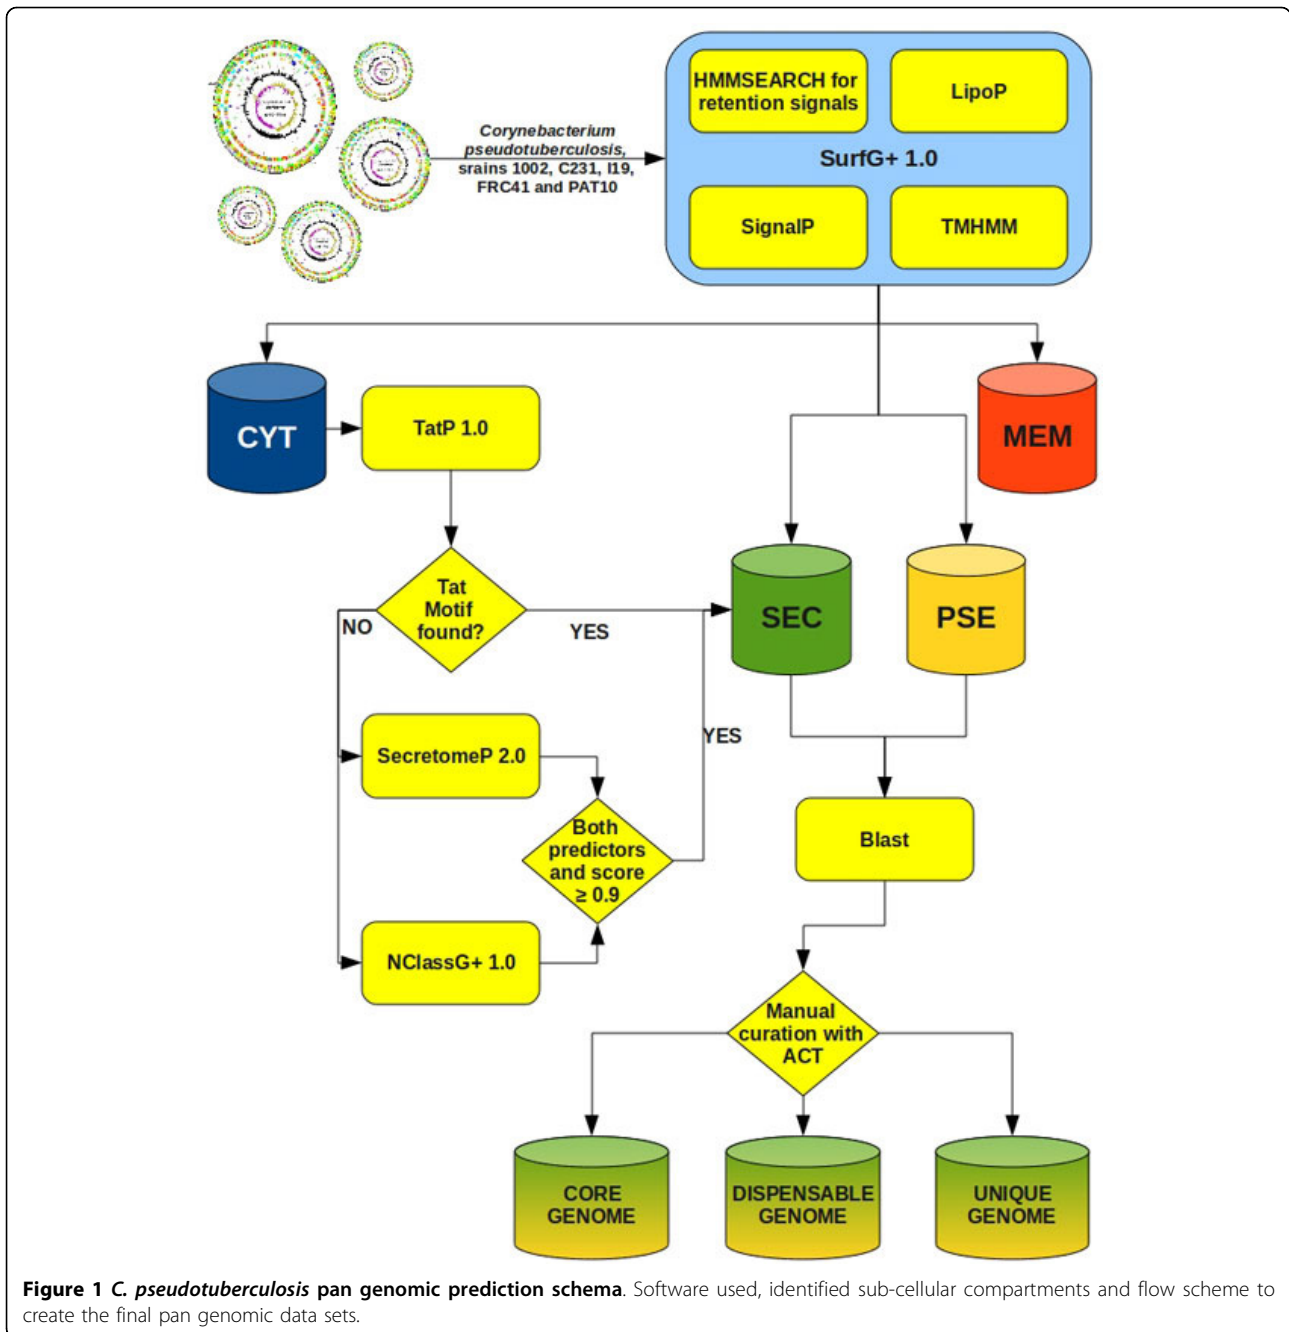 Corynebacterium
pseudotuberculosis,
srains 1002, C231, I19,
FRC41 and PAT10
HMMSEARCH for
retention signals
LipoP
SurfG+ 1.0
SignalP
TMHMM
CYT
TatP 1.0
MEM
Tat
Motif
found?
NO
YES
SEC
PSE
SecretomeP 2.0
YES
Both
predictors
and score
≥ 0.9
Blast
NClassG+ 1.0
Manual
curation with
ACT
CORE
GENOME
DISPENSABLE
GENOME
UNIQUE
GENOME
Figure 1 C. pseudotuberculosis pan genomic prediction schema. Software used, identified sub-cellular compartments and flow scheme to
create the final pan genomic data sets.